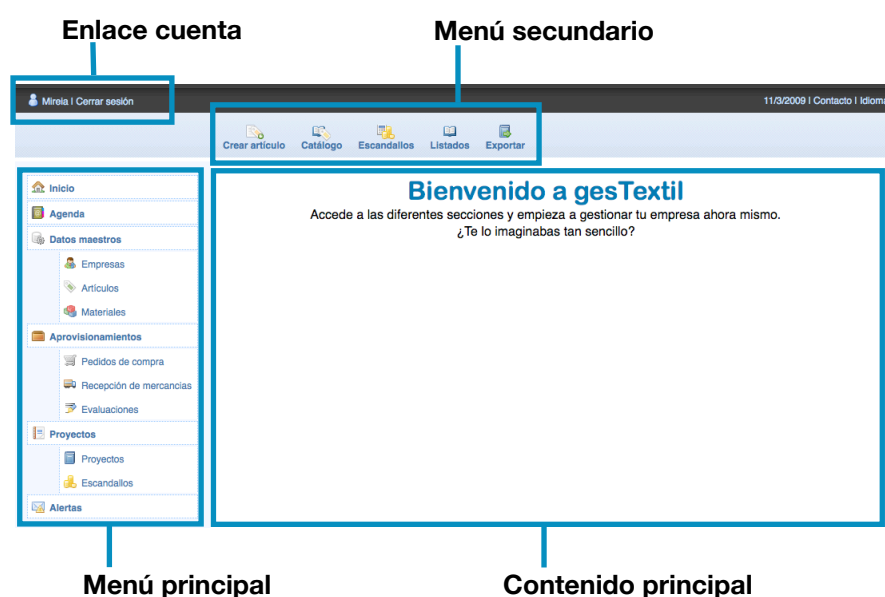 Enlace cuenta
Menú secundario
Mireia | Cerrar sesión
11/3/2009 | Contacto | Idioma
Crear artículo
Catálogo
Escandallos
Listados
Exportar
Inicio
Agenda
Datos maestros
Empresas
Artículos
Materiales
Aprovisionamientos
Pedidos de compra
Recepción de mercancias
Evaluaciones
Proyectos
Proyectos
Escandallos
Alertas
Bienvenido a gesTextil
Accede a las diferentes secciones y empieza a gestionar tu empresa ahora mismo.
¿Te lo imaginabas tan sencillo?
Menú principal
Contenido principal